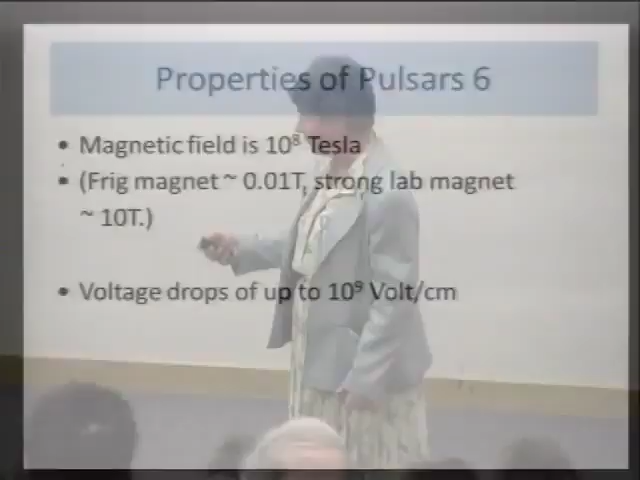 Properties of Pulsars 6
• Magnetic field is 10⁸ Tesla
• (Frig magnet ~ 0.01T, strong lab magnet
~ 10T.)
• Voltage drops of up to 10⁹ Volt/cm